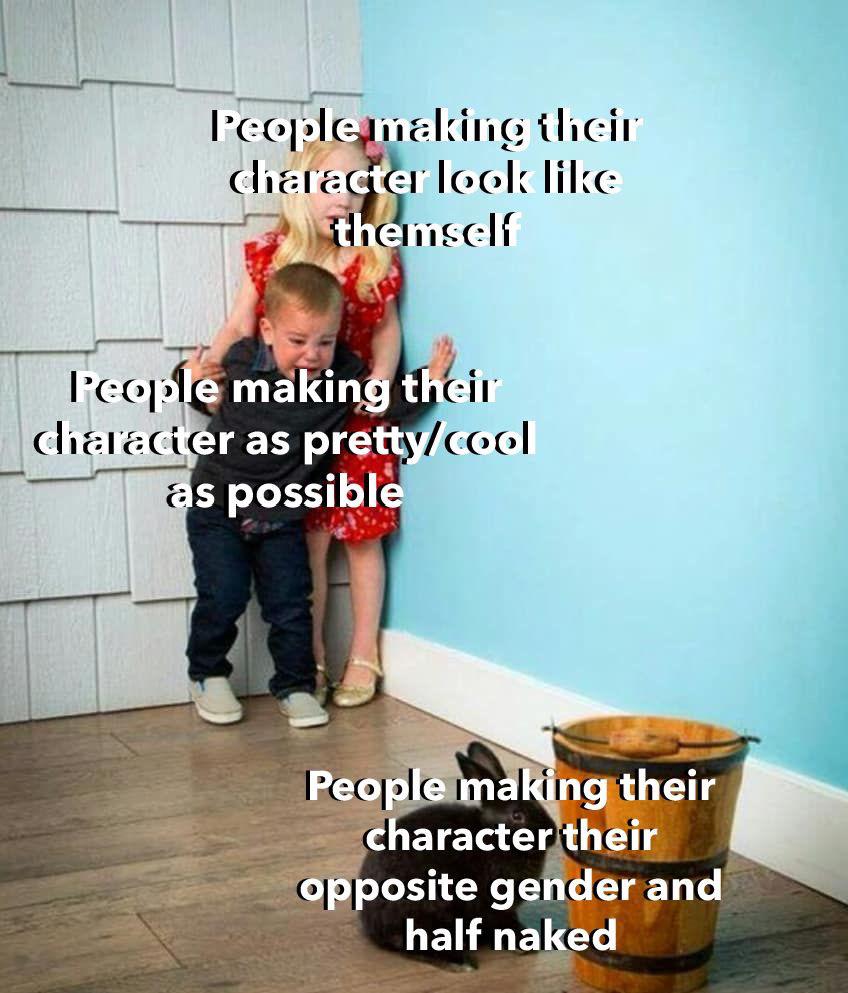 People making their
character look like
themself
People making their
character as pretty/cool
as possible
People making their
character their
opposite gender and
half naked